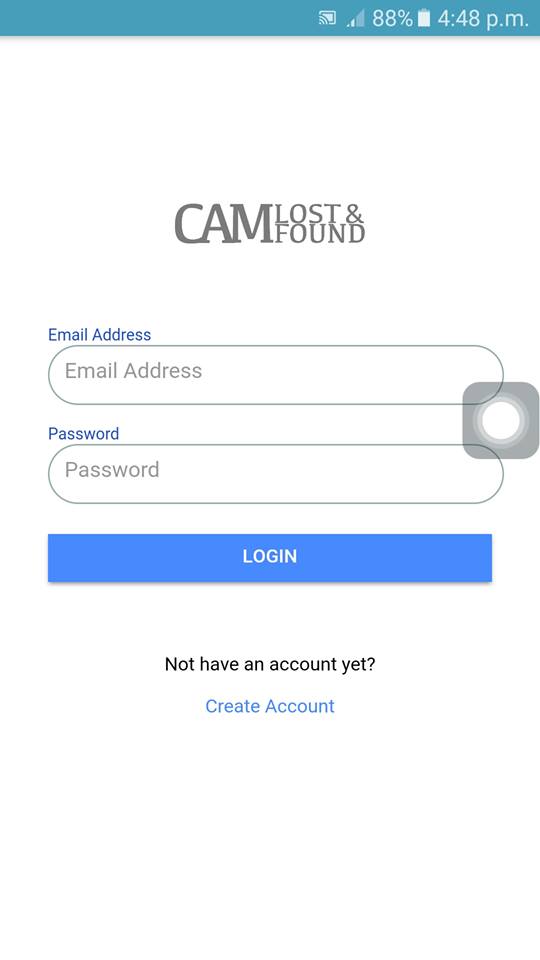 88% 4:48 p.m.
CAM LOST &
FOUND
Email Address
Email Address
Password
Password
LOGIN
Not have an account yet?
Create Account